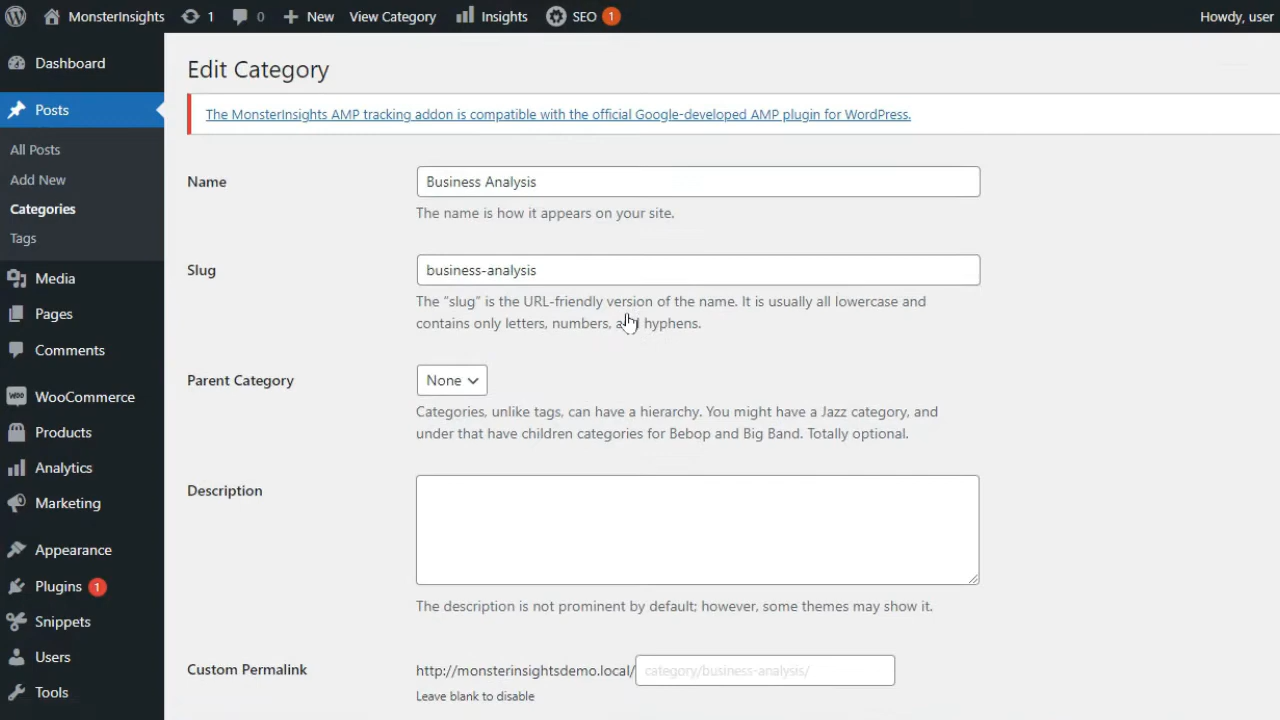 MonsterInsights 1 0 New View Category Insights SEO 1 Howdy, user
Dashboard
Posts
All Posts
Add New
Categories
Tags
Media
Pages
Comments
WooCommerce
Products
Analytics
Marketing
Appearance
Plugins 1
Snippets
Users
Tools
Edit Category
The MonsterInsights AMP tracking addon is compatible with the official Google-developed AMP plugin for WordPress.
Name
Business Analysis
The name is how it appears on your site.
Slug
business-analysis
The “slug” is the URL-friendly version of the name. It is usually all lowercase and
contains only letters, numbers, and hyphens.
Parent Category
None
Categories, unlike tags, can have a hierarchy. You might have a Jazz category, and
under that have children categories for Bebop and Big Band. Totally optional.
Description
The description is not prominent by default; however, some themes may show it.
Custom Permalink
http://monsterinsightsdemo.local/ category/business-analysis/
Leave blank to disable